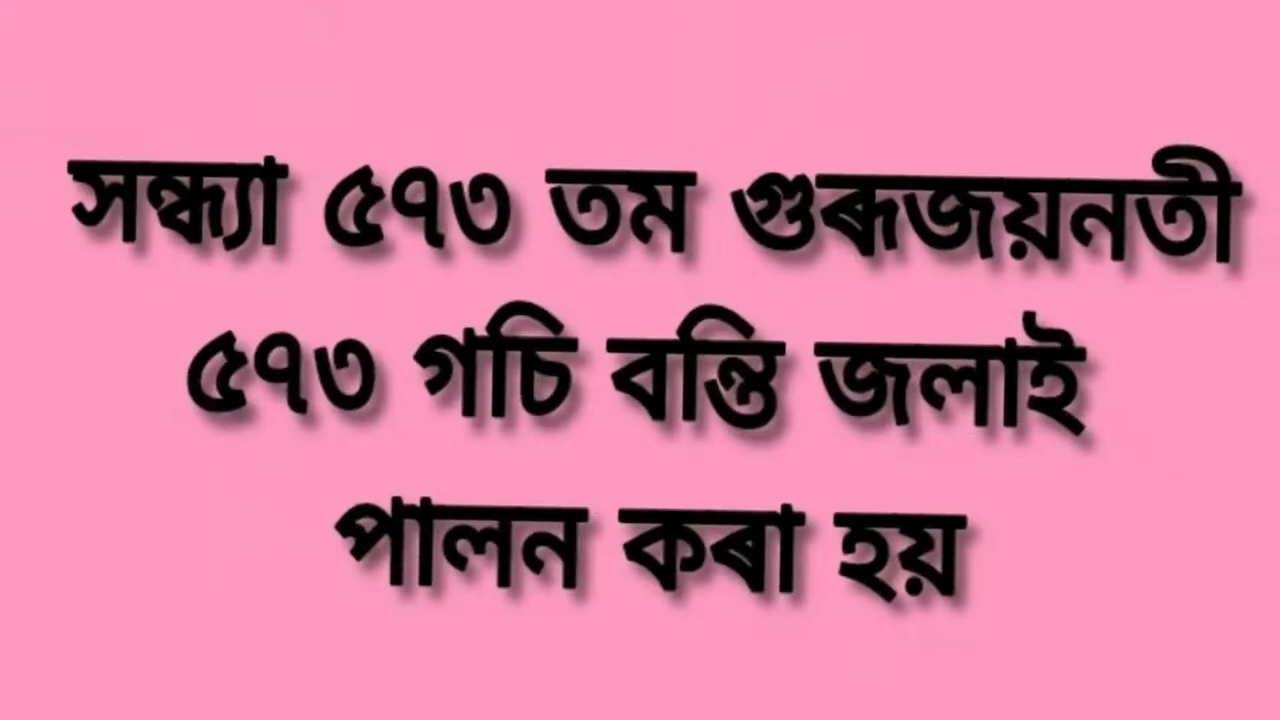 সন্ধ্যা ৫৭৩ তম গুৰূজয়নতী
৫৭৩ গচি বন্তি জলাই
পালন কৰা হয়